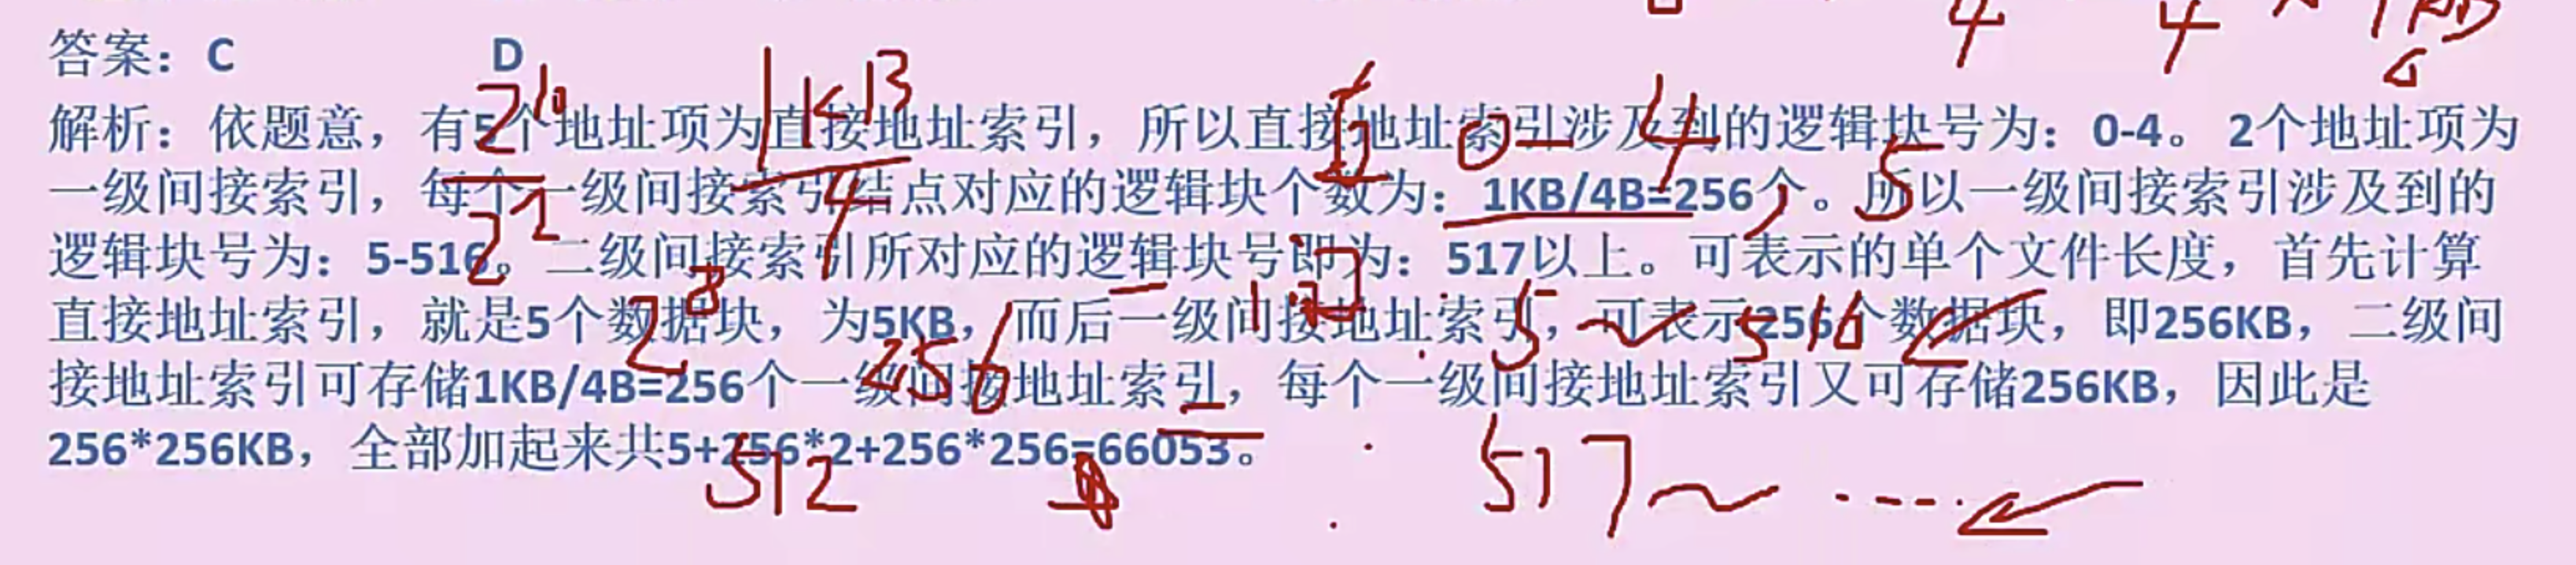 答案：C D
解析：依题意，有5个地址项为直接地址索引，所以直接地址索引涉及到的逻辑块号为：0-4。2个地址项为
一级间接索引，每个一级间接索引结点对应的逻辑块个数为：1KB/4B=256个。所以一级间接索引涉及到的
逻辑块号为：5-516。二级间接索引所对应的逻辑块号即为：517以上。可表示的单个文件长度，首先计算
直接地址索引，就是5个数据块，为5KB，而后一级间接地址索引，可表示256个数据块，即256KB，二级间
接地址索引可存储1KB/4B=256个一级间接地址索引，每个一级间接地址索引又可存储256KB，因此是
256*256KB，全部加起来共5+256*2+256*256=66053。
4 4
2^10 1KB 0-4
2^2 4 5
2^8 256 5~516
512 517~....